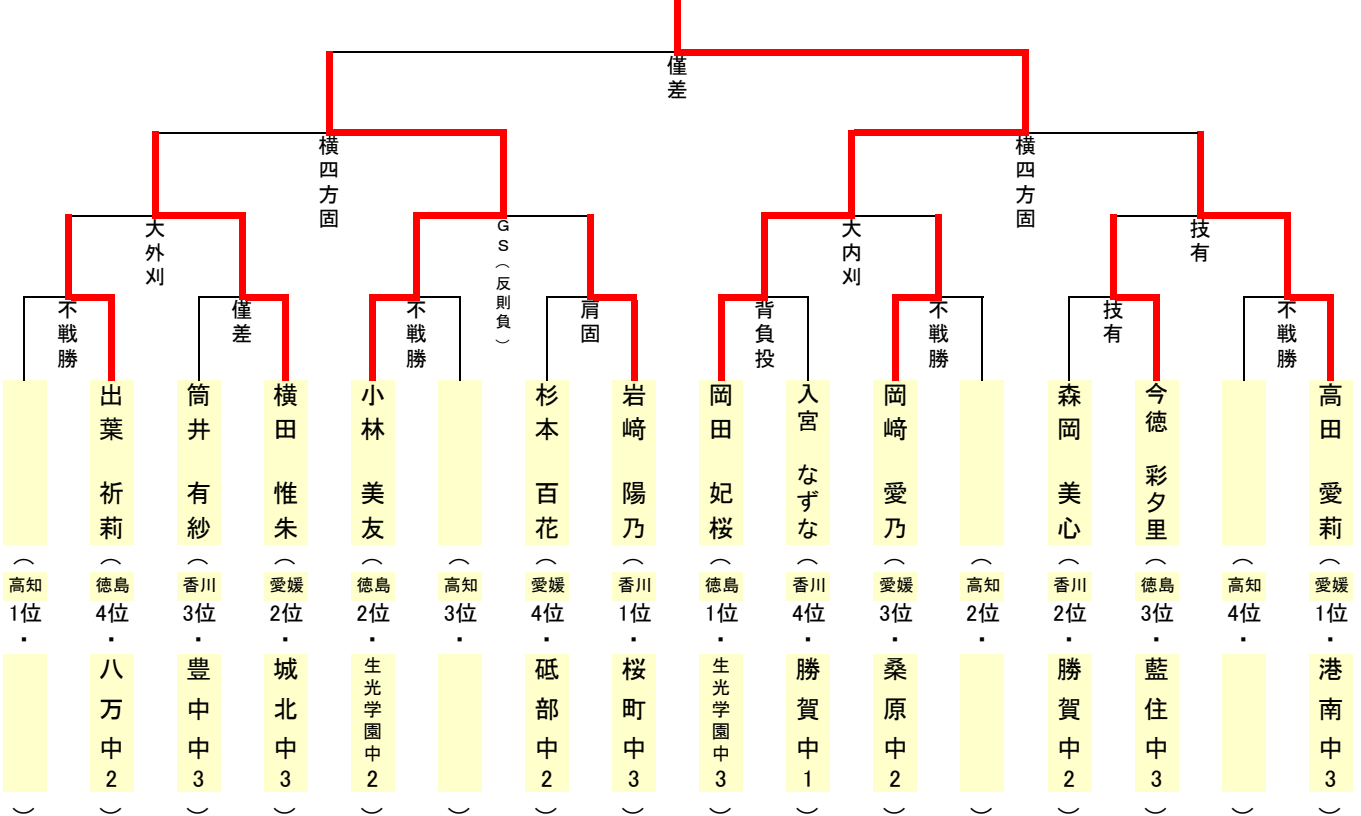 僅差
横四方固
横四方固
大外刈
GS（反則負）
大内刈
技有
不戦勝
僅差
不戦勝
肩固
背負投
不戦勝
技有
不戦勝
（高知1位・ ）
出葉 祈莉（徳島4位・八万中2）
筒井 有紗（香川3位・豊中中3）
横田 惟朱（愛媛2位・城北中3）
小林 美友（徳島2位・生光学園中2）
（高知3位・ ）
杉本 百花（愛媛4位・砥部中2）
岩﨑 陽乃（香川1位・桜町中3）
岡田 妃桜（徳島1位・生光学園中3）
入宮 なずな（香川4位・勝賀中1）
岡﨑 愛乃（愛媛3位・桑原中2）
（高知2位・ ）
森岡 美心（香川2位・勝賀中2）
今徳 彩夕里（徳島3位・藍住中3）
（高知4位・ ）
高田 愛莉（愛媛1位・港南中3）